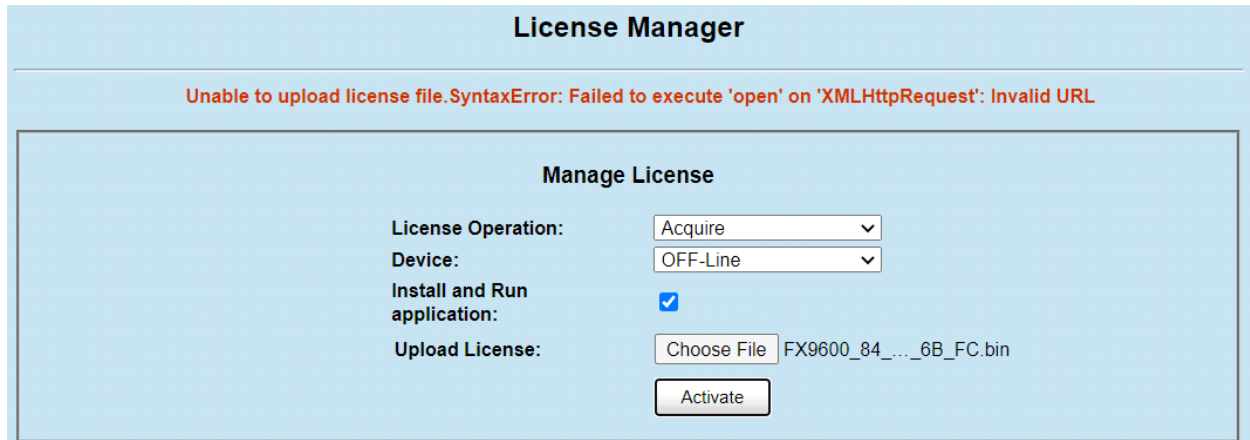 License Manager
Unable to upload license file.SyntaxError: Failed to execute 'open' on 'XMLHttpRequest': Invalid URL
Manage License
License Operation: Acquire
Device: OFF-Line
Install and Run
application:
Upload License: Choose File FX9600_84_..._6B_FC.bin
Activate